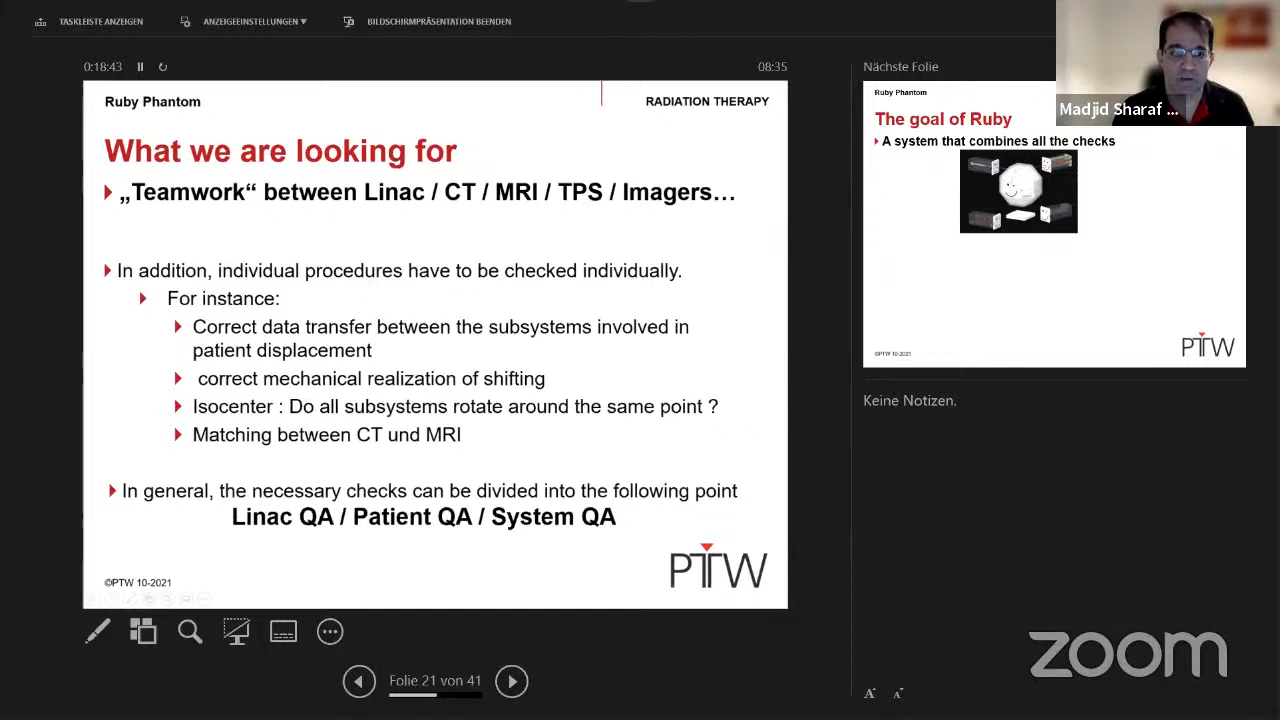 TASKLEISTE ANZEIGEN
ANZEIGEEINSTELLUNGEN ▼
BILDSCHIRMPRÄSENTATION BEENDEN
0:18:43
08:35
Ruby Phantom
RADIATION THERAPY
What we are looking for
„Teamwork“ between Linac / CT / MRI / TPS / Imagers…
In addition, individual procedures have to be checked individually.
For instance:
Correct data transfer between the subsystems involved in
patient displacement
correct mechanical realization of shifting
Isocenter : Do all subsystems rotate around the same point ?
Matching between CT und MRI
In general, the necessary checks can be divided into the following point
Linac QA / Patient QA / System QA
©PTW 10-2021
PTW
Folie 21 von 41
Nächste Folie
Ruby Phantom
The goal of Ruby
A system that combines all the checks
©PTW 10-2021
PTW
Keine Notizen.
Madjid Sharaf ...
zoom
A A